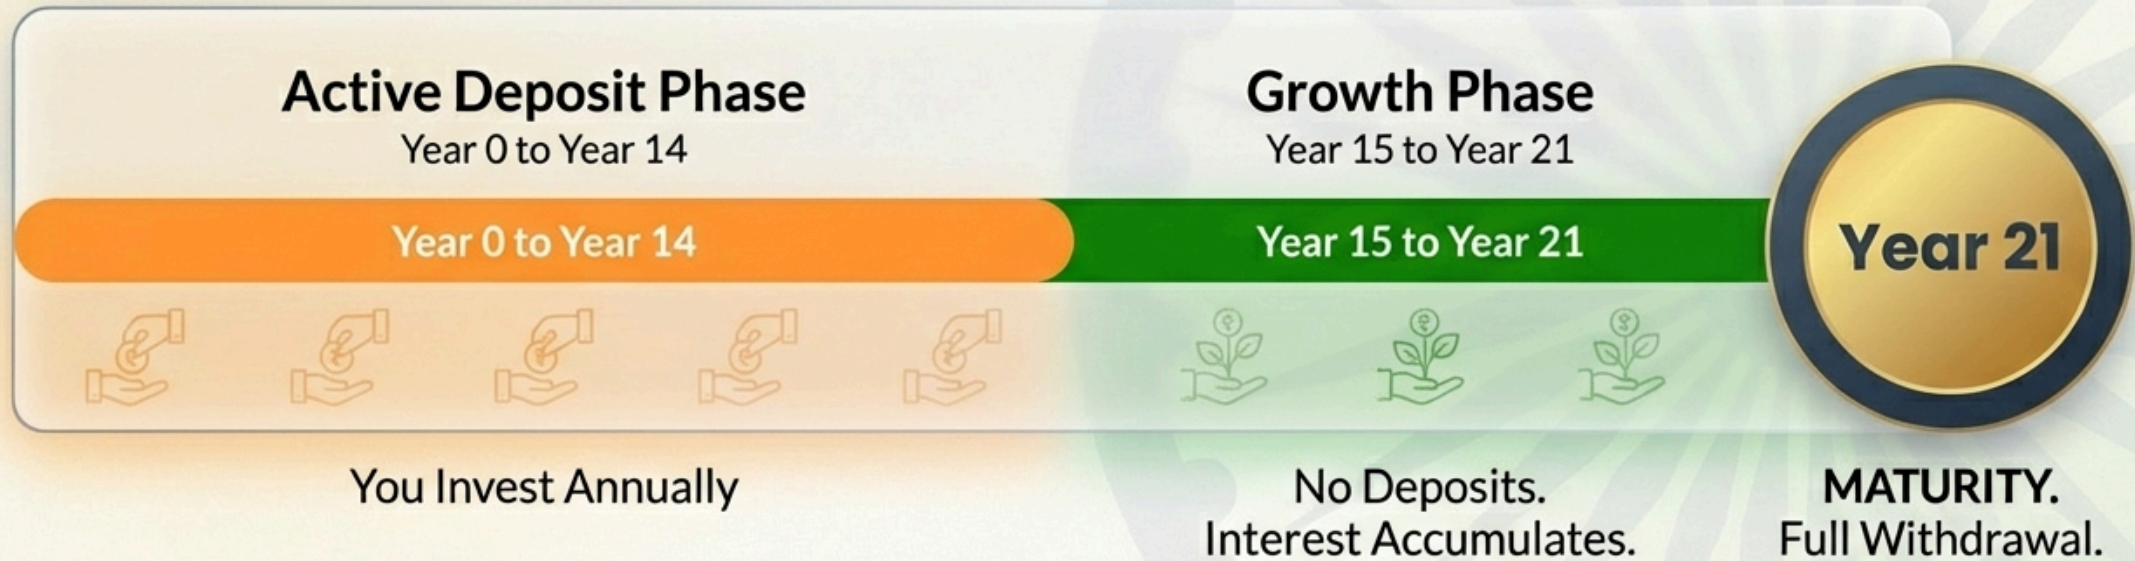 Active Deposit Phase
Year 0 to Year 14
Year 0 to Year 14
You Invest Annually
Growth Phase
Year 15 to Year 21
Year 15 to Year 21
No Deposits.
Interest Accumulates.
Year 21
MATURITY.
Full Withdrawal.